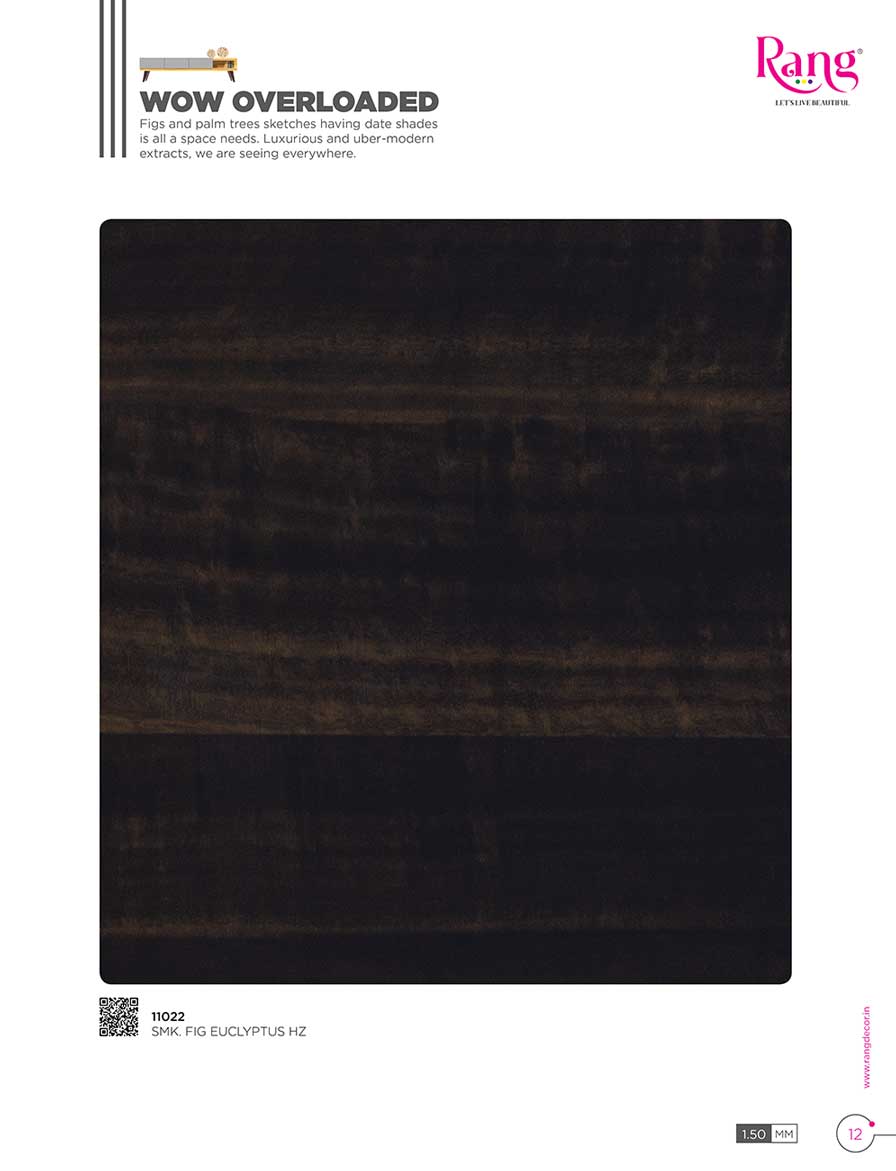 Rang®
LET'S LIVE BEAUTIFUL
WOW OVERLOADED
Figs and palm trees sketches having date shades
is all a space needs. Luxurious and uber-modern
extracts, we are seeing everywhere.
11022
SMK. FIG EUCLYPTUS HZ
www.rangdecor.in
1.50 MM
12